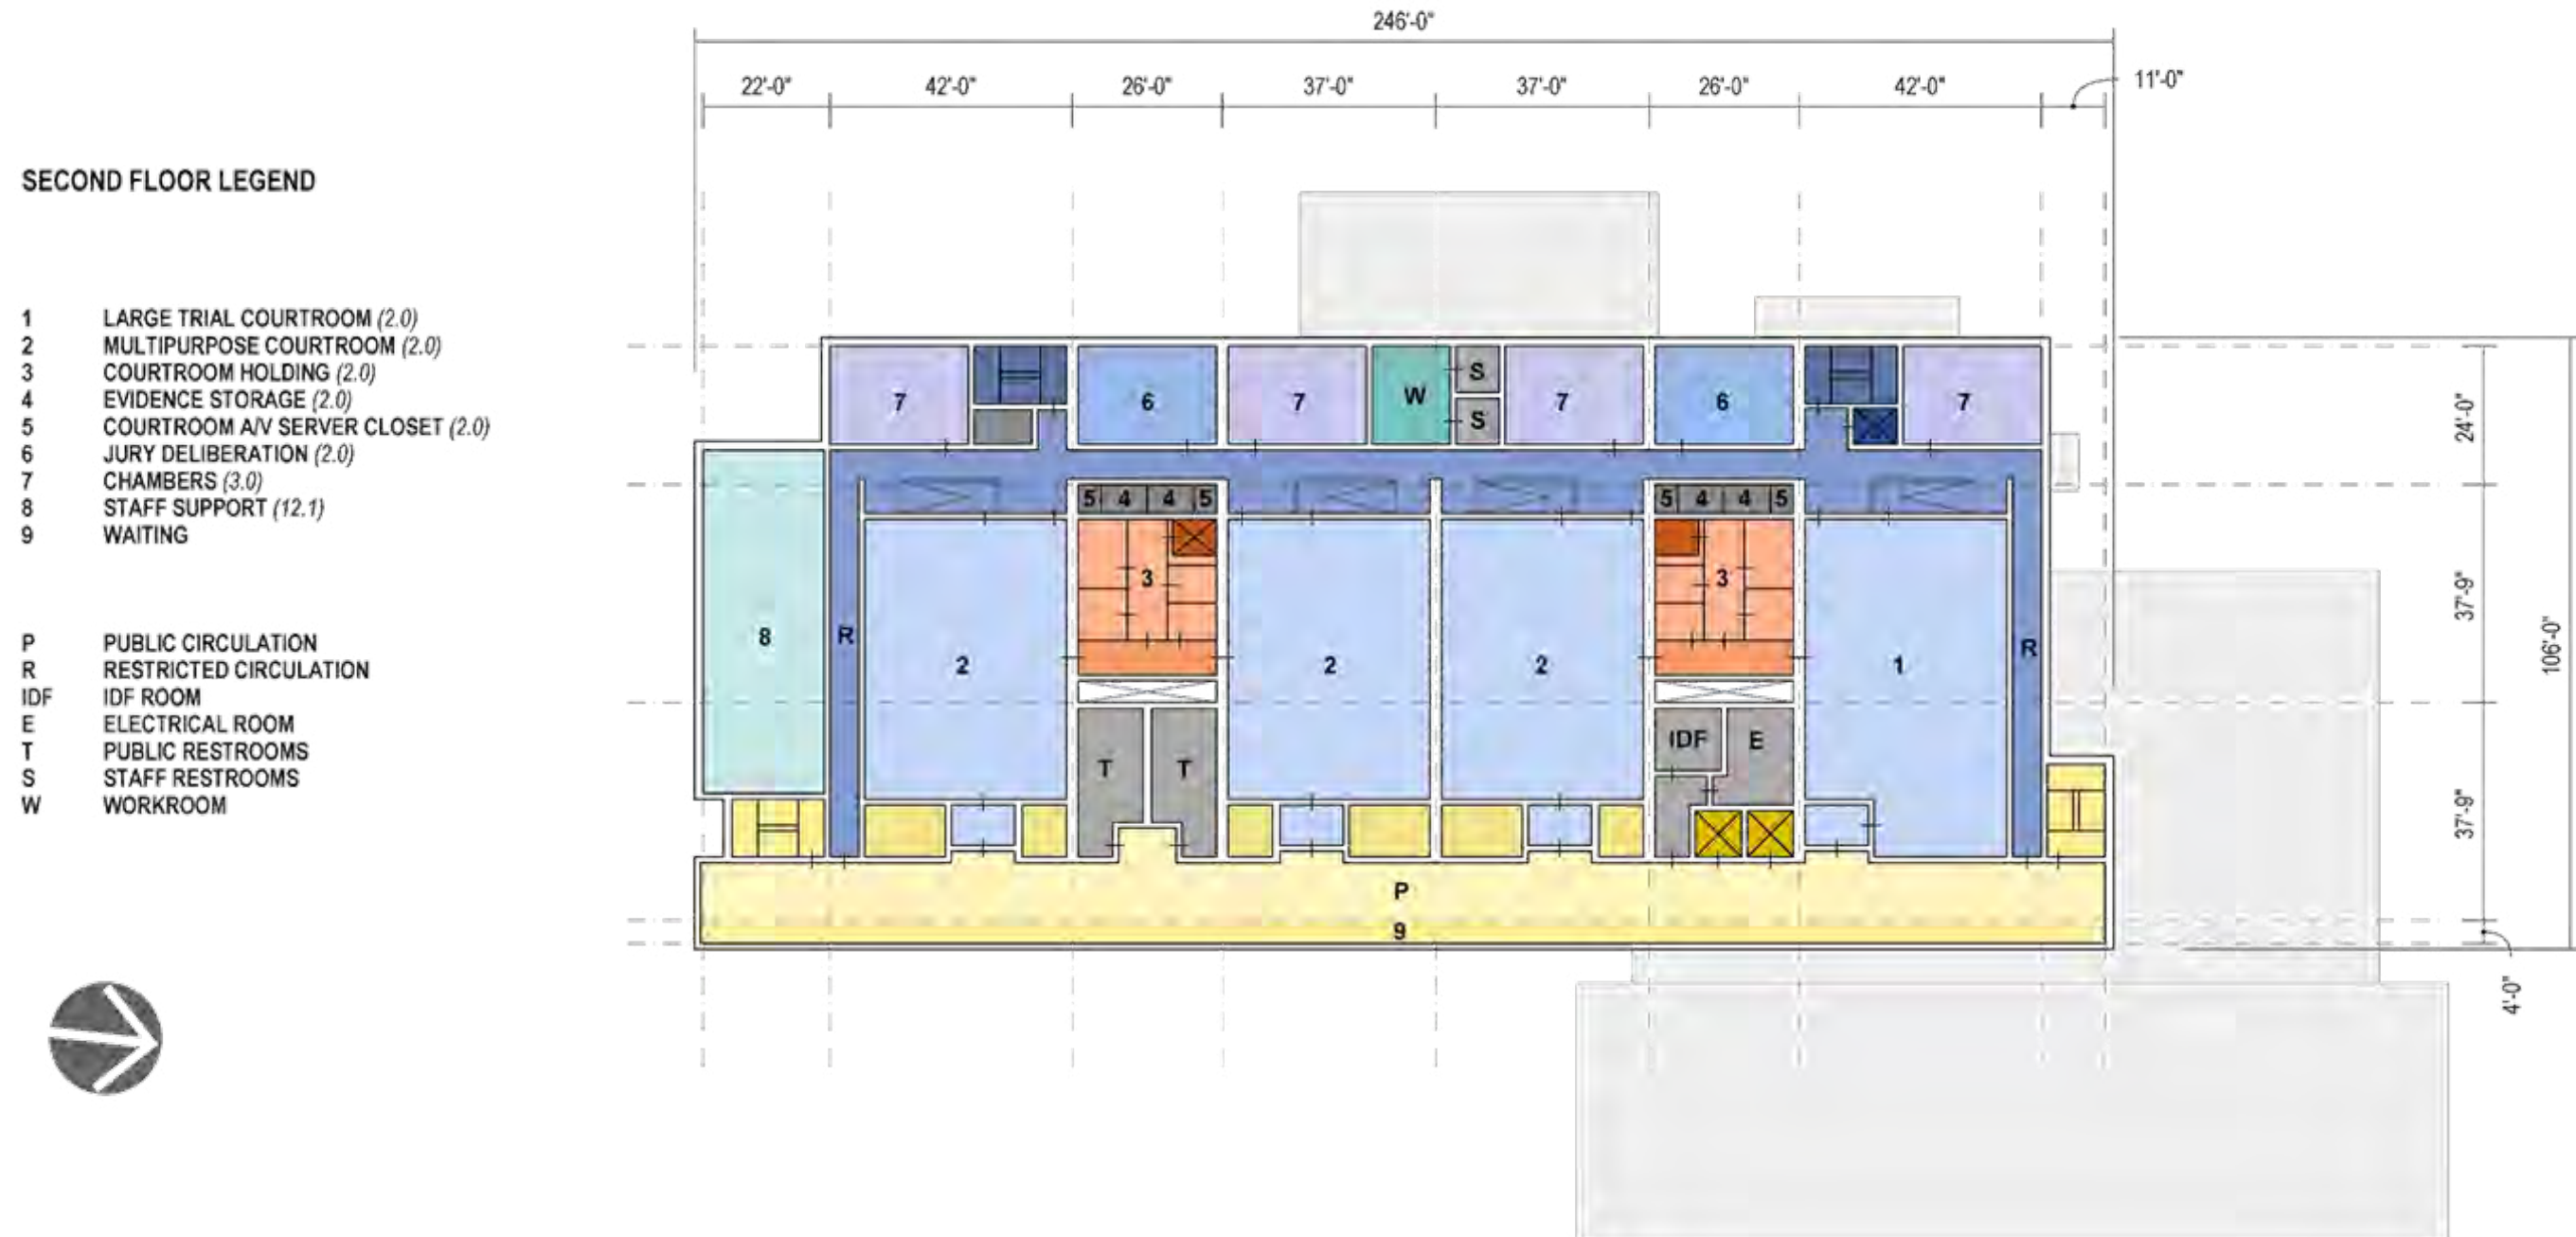 246'-0"
22'-0" 42'-0" 26'-0" 37'-0" 37'-0" 26'-0" 42'-0" 11'-0"
SECOND FLOOR LEGEND
1 LARGE TRIAL COURTROOM (2.0)
2 MULTIPURPOSE COURTROOM (2.0)
3 COURTROOM HOLDING (2.0)
4 EVIDENCE STORAGE (2.0)
5 COURTROOM A/V SERVER CLOSET (2.0)
6 JURY DELIBERATION (2.0)
7 CHAMBERS (3.0)
8 STAFF SUPPORT (12.1)
9 WAITING
P PUBLIC CIRCULATION
R RESTRICTED CIRCULATION
IDF IDF ROOM
E ELECTRICAL ROOM
T PUBLIC RESTROOMS
S STAFF RESTROOMS
W WORKROOM
S
7 6 7 W 7 6 7
S
5 4 4 5 5 4 4 5
3 3
8 R R
2 2 2 1
IDF E
T T
P
9
24'-0"
37'-9"
106'-0"
37'-9"
4'-0"